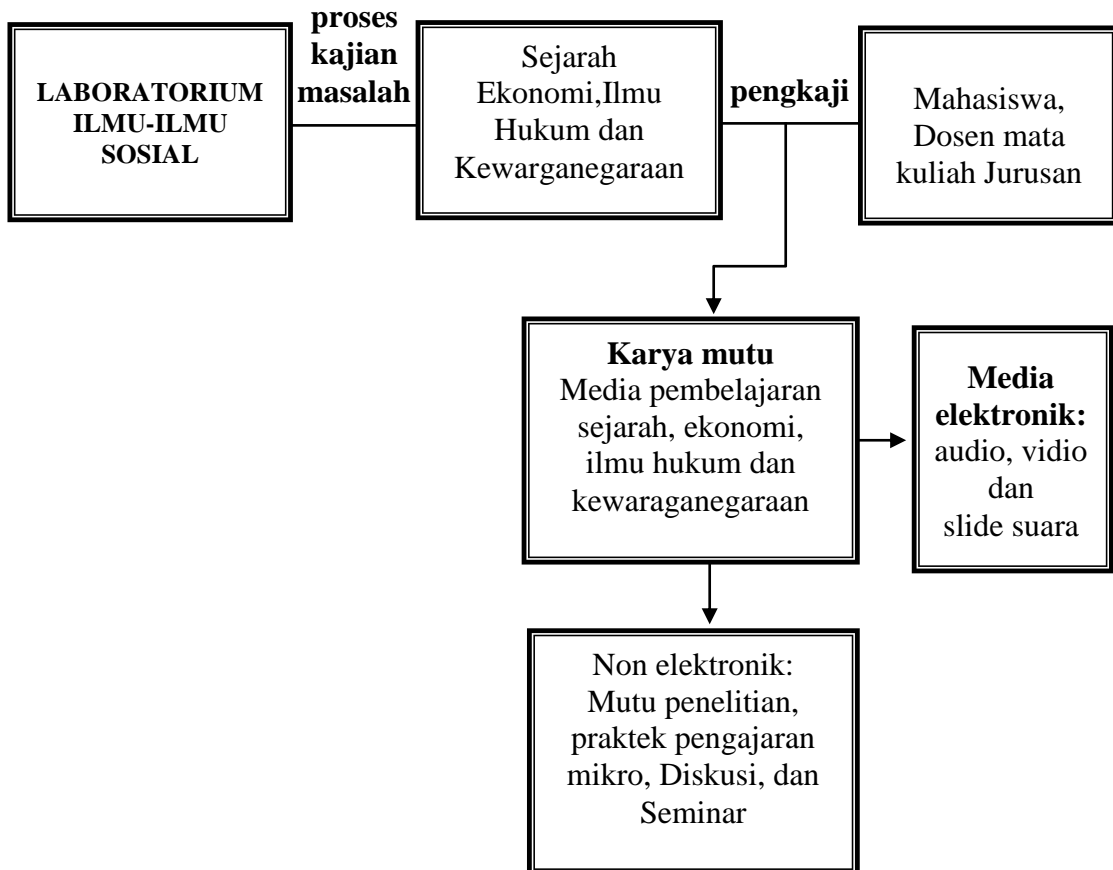 LABORATORIUM
ILMU-ILMU
SOSIAL
proses
kajian
masalah
Sejarah
Ekonomi,Ilmu
Hukum dan
Kewarganegaraan
pengkaji
Mahasiswa,
Dosen mata
kuliah Jurusan
Karya mutu
Media pembelajaran
sejarah, ekonomi,
ilmu hukum dan
kewaraganegaraan
Media
elektronik:
audio, vidio
dan
slide suara
Non elektronik:
Mutu penelitian,
praktek pengajaran
mikro, Diskusi, dan
Seminar